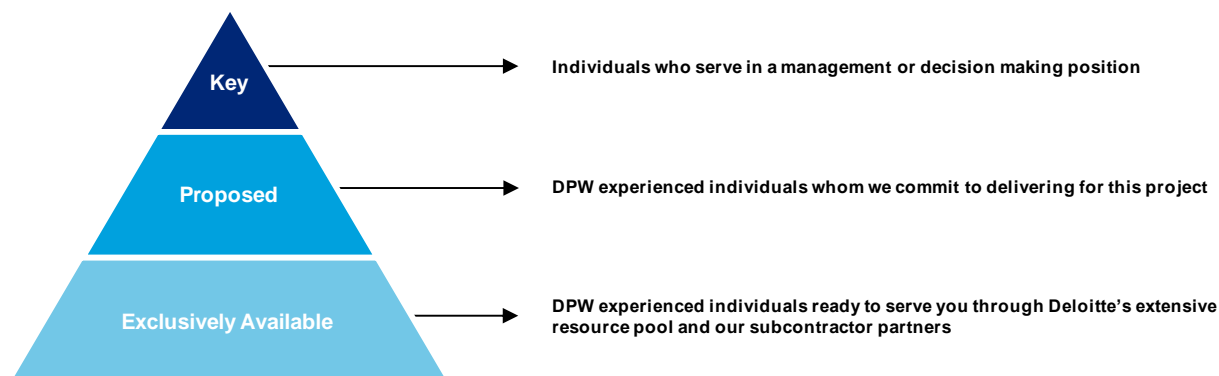 Key
Individuals who serve in a management or decision making position
Proposed
DPW experienced individuals whom we commit to delivering for this project
Exclusively Available
DPW experienced individuals ready to serve you through Deloitte's extensive
resource pool and our subcontractor partners